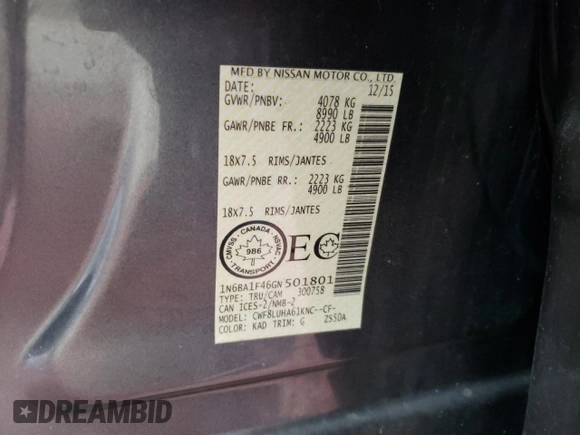 MFD BY NISSAN MOTOR CO., LTD.
DATE: 12/15
GVWR/PNBV: 4078 KG
8990 LB
GAWR/PNBE FR.: 2223 KG
4900 LB
18X7.5 RIMS/JANTES
GAWR/PNBE RR.: 2223 KG
4900 LB
18X7.5 RIMS/JANTES
CANADA
CMVSS NSVAC
986
TRANSPORT
EC
1N6BA1F46GN501801
TYPE: TRU/CAM 300758
CAN ICES-2/NMB-2
MODEL: CWF8LUHA61KNC--CF-
COLOR: KAD TRIM: G ZS50A
DREAMBID